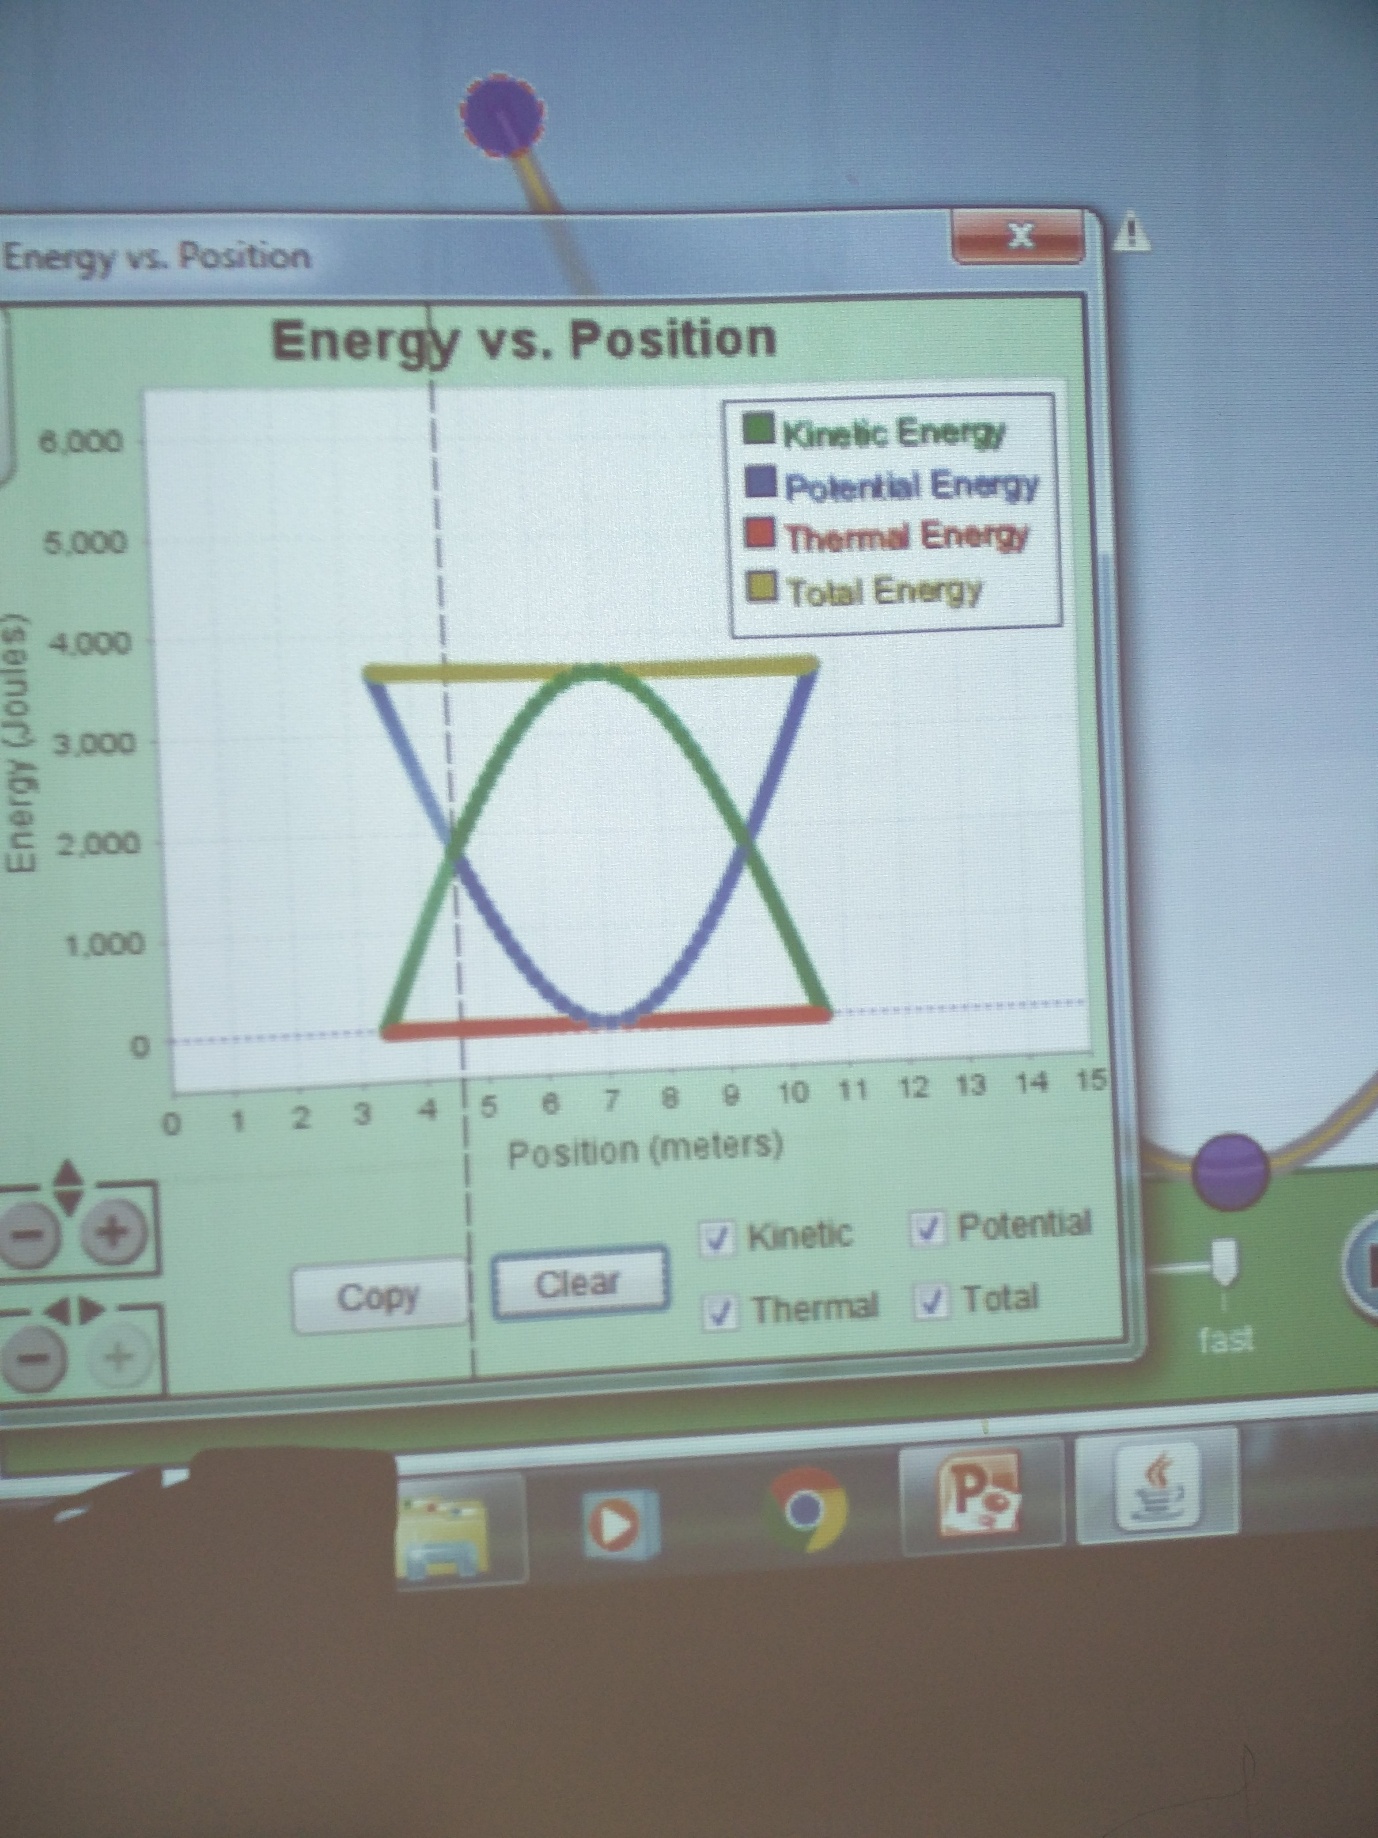 Energy vs. Position
X
Energy vs. Position
Kinetic Energy
Potential Energy
Thermal Energy
Total Energy
6,000
5,000
4,000
3,000
2,000
1,000
0
Energy (Joules)
0 1 2 3 4 5 6 7 8 9 10 11 12 13 14 15
Position (meters)
Copy
Clear
Kinetic
Potential
Thermal
Total
fast
P